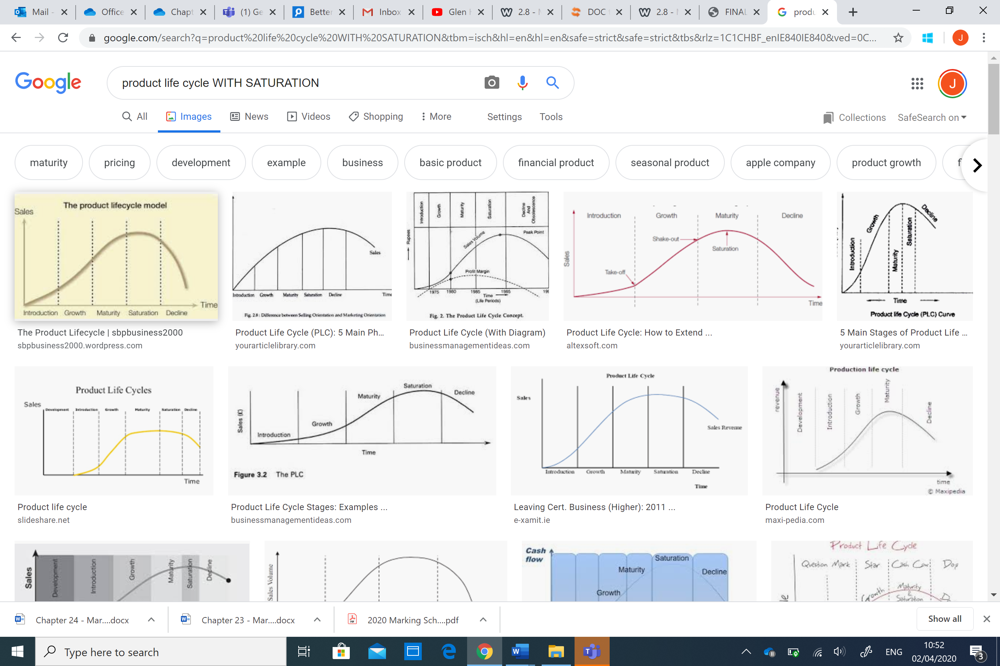 Mail -
Office
Chapt
(1) Ge
Better
Inbox
Glen H
2.8 - M
DOC t
2.8 - M
FINAL
produ
google.com/search?q=product%20life%20cycle%20WITH%20SATURATION&tbm=isch&hl=en&hl=en&safe=strict&safe=strict&tbs&rlz=1C1CHBF_enIE840IE840&ved=0C...
J
Google
product life cycle WITH SATURATION
J
All
Images
News
Videos
Shopping
More
Settings
Tools
Collections
SafeSearch on
maturity
pricing
development
example
business
basic product
financial product
seasonal product
apple company
product growth
f
The product lifecycle model
Sales
Time
Introduction Growth Maturity Saturation Decline
The Product Lifecycle | sbpbusiness2000
sbpbusiness2000.wordpress.com
Sales
Introduction Growth Maturity Saturation Decline Time
Fig. 2.8 : Difference between Selling Orientation and Marketing Orientation
Product Life Cycle (PLC): 5 Main Ph...
yourarticlelibrary.com
Introduction
Growth
Maturity
Saturation
Decline And Obsolescence
Rupees
Sales Volume
Peak Point
Profit Margin
1975 1980 1985 1985 199
Time
(Life Periods)
Fig. 2. The Product Life Cycle Concept.
Product Life Cycle (With Diagram)
businessmanagementideas.com
Introduction Growth Maturity Decline
Shake-out
Saturation
Take-off
Sales
Time
Product Life Cycle: How to Extend ...
altexsoft.com
Introduction
Growth
Maturity
Saturation
Decline
Time
Product life Cycle (PLC) Curve
5 Main Stages of Product Life ...
yourarticlelibrary.com
Product Life Cycles
Sales
Development Introduction Growth Maturity Saturation Decline
Time
Product life cycle
slideshare.net
Sales (£)
Introduction
Growth
Maturity
Saturation
Decline
Time
Figure 3.2 The PLC
Product Life Cycle Stages: Examples ...
businessmanagementideas.com
Product Life Cycle
Sales
Sales Revenue
Introduction Growth Maturity Saturation Decline
Time
Leaving Cert. Business (Higher): 2011 ...
e-xamit.ie
Production life cycle
revenue
Development
Introduction
Growth
Maturity
Decline
time
© Maxipedia
Product Life Cycle
maxi-pedia.com
Sales
Development
Introduction
Growth
Maturity
Saturation
Decline
Sales Volume
Cash
flow
Growth
Maturity
Saturation
Decline
Product Life Cycle
Question Mark Star Cash Cow Dog
Growth
Maturity
&
Saturation
D
Chapter 24 - Mar....docx
Chapter 23 - Mar....docx
2020 Marking Sch....pdf
Show all
Type here to search
ENG
10:52
02/04/2020
3